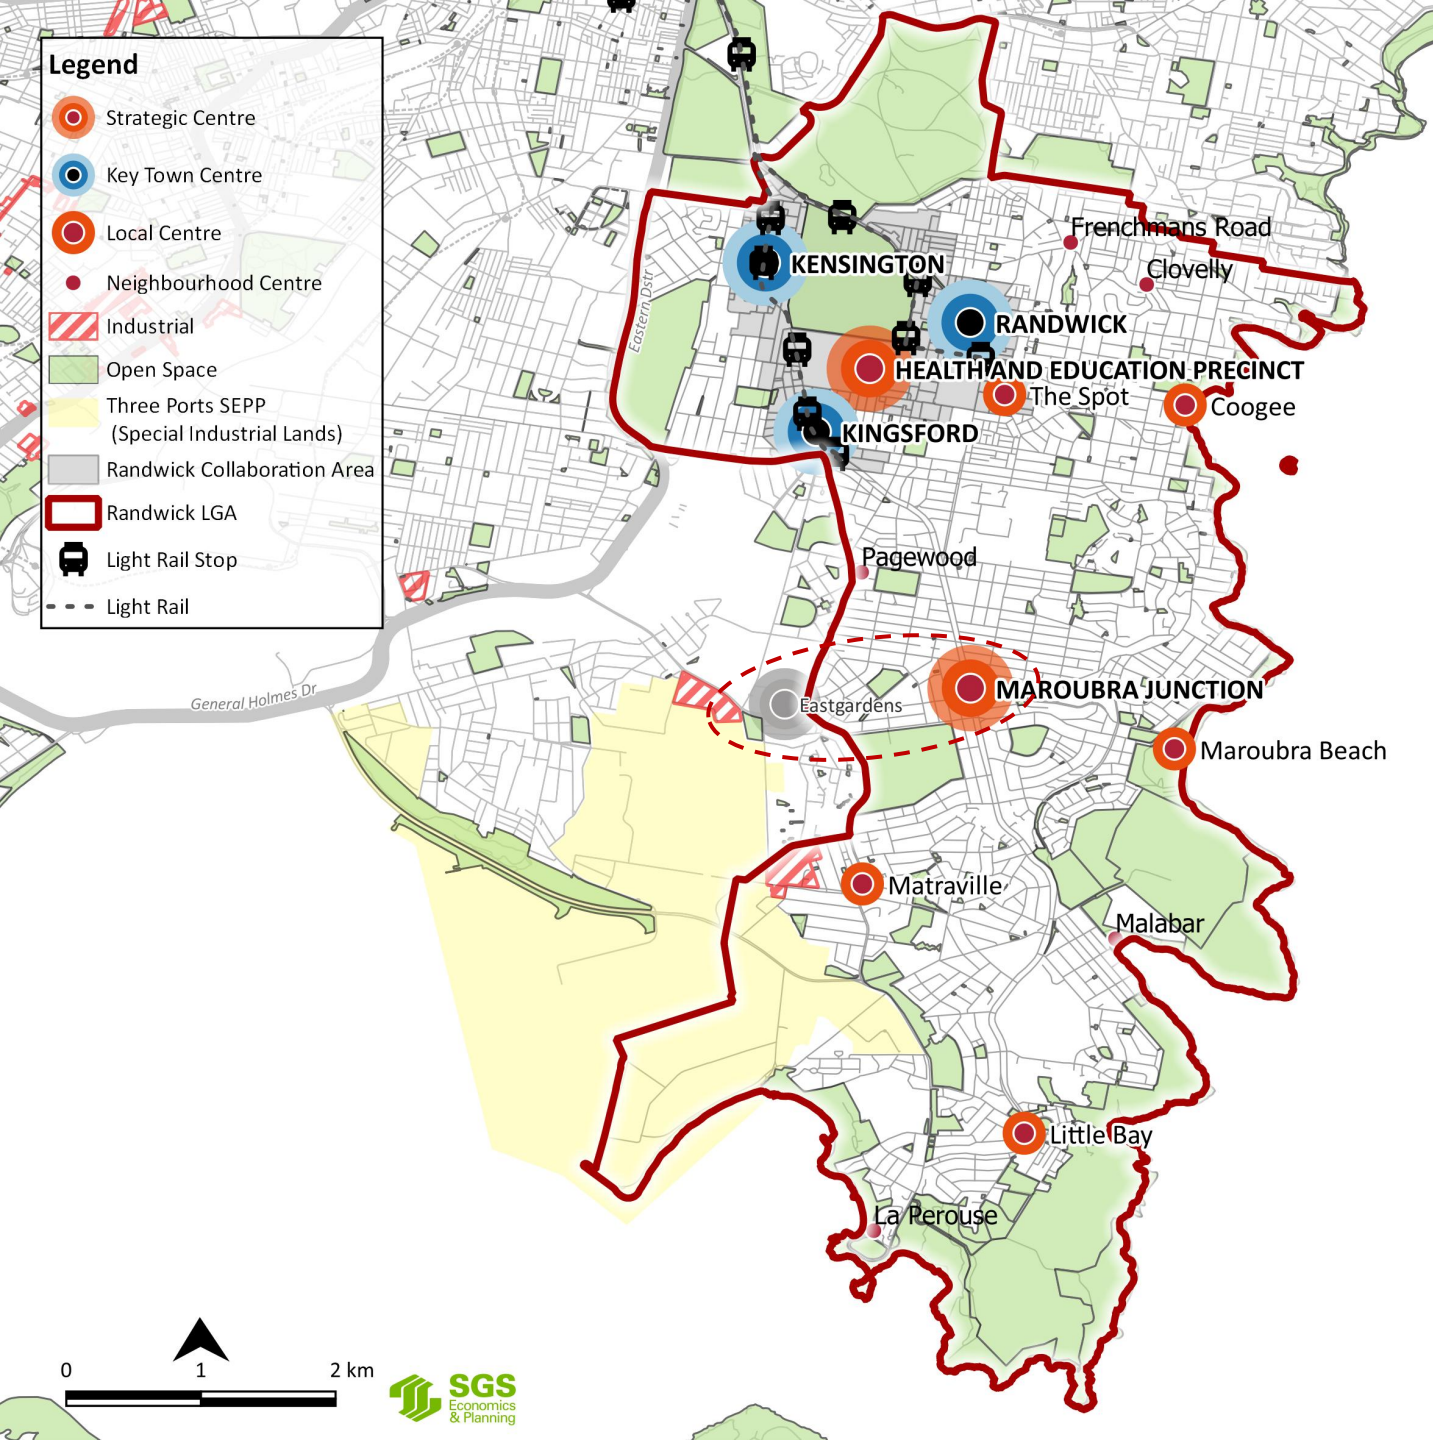 Legend
Strategic Centre
Key Town Centre
Local Centre
Neighbourhood Centre
Industrial
Open Space
Three Ports SEPP
(Special Industrial Lands)
Randwick Collaboration Area
Randwick LGA
Light Rail Stop
Light Rail
Frenchmans Road
Clovelly
KENSINGTON
Eastern Dstr
RANDWICK
HEALTH AND EDUCATION PRECINCT
The Spot
Coogee
KINGSFORD
Pagewood
General Holmes Dr
Eastgardens
MAROUBRA JUNCTION
Maroubra Beach
Matraville
Malabar
Little Bay
La Perouse
0 1 2 km
SGS
Economics
& Planning